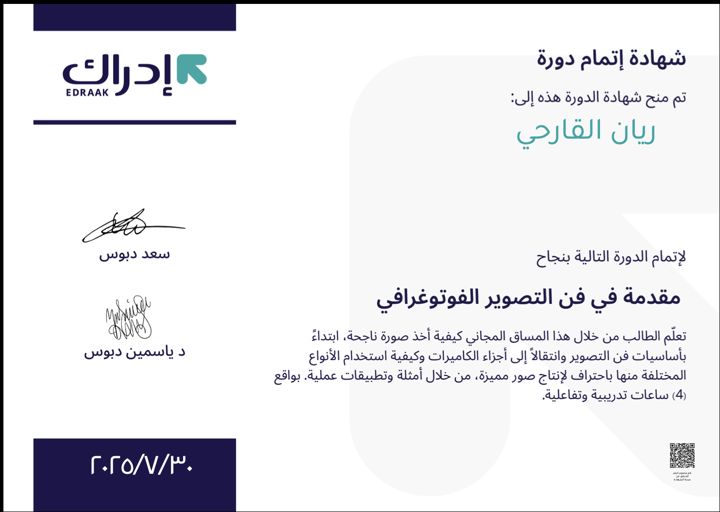 شهادة إتمام دورة
تم منح شهادة الدورة هذه إلى:
ريان القارحي
لإتمام الدورة التالية بنجاح
مقدمة في فن التصوير الفوتوغرافي
تعلّم الطالب من خلال هذا المساق المجاني كيفية أخذ صورة ناجحة، ابتداءً
بأساسيات فن التصوير وانتقالاً إلى أجزاء الكاميرات وكيفية استخدام الأنواع
المختلفة منها باحتراف لإنتاج صور مميزة، من خلال أمثلة وتطبيقات عملية. بواقع
(4) ساعات تدريبية وتفاعلية.
إدراك
EDRAAK
سعد دبوس
د ياسمين دبوس
٢٠٢٥/٧/٣٠